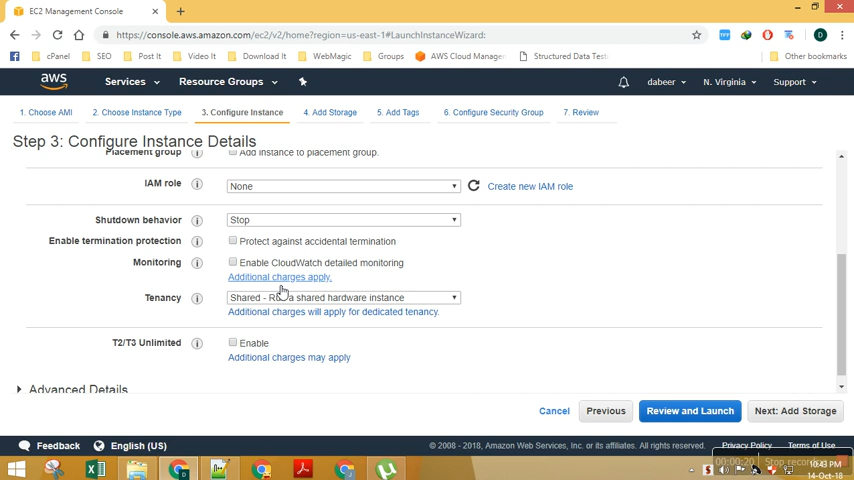 EC2 Management Console
https://console.aws.amazon.com/ec2/v2/home?region=us-east-1#LaunchInstanceWizard:
cPanel
SEO
Post It
Video It
Download It
WebMagic
Groups
AWS Cloud Manage
Structured Data Test
Other bookmarks
aws
Services
Resource Groups
dabeer
N. Virginia
Support
1. Choose AMI
2. Choose Instance Type
3. Configure Instance
4. Add Storage
5. Add Tags
6. Configure Security Group
7. Review
Step 3: Configure Instance Details
Placement group
Add instance to placement group.
IAM role
None
Create new IAM role
Shutdown behavior
Stop
Enable termination protection
Protect against accidental termination
Monitoring
Enable CloudWatch detailed monitoring
Additional charges apply.
Tenancy
Shared - Run a shared hardware instance
Additional charges will apply for dedicated tenancy.
T2/T3 Unlimited
Enable
Additional charges may apply
Advanced Details
Cancel
Previous
Review and Launch
Next: Add Storage
Feedback
English (US)
© 2008 - 2018, Amazon Web Services, Inc. or its affiliates. All rights reserved.
Privacy Policy
Terms of Use
00:00:20
Stop recording
10:43 PM
14-Oct-18